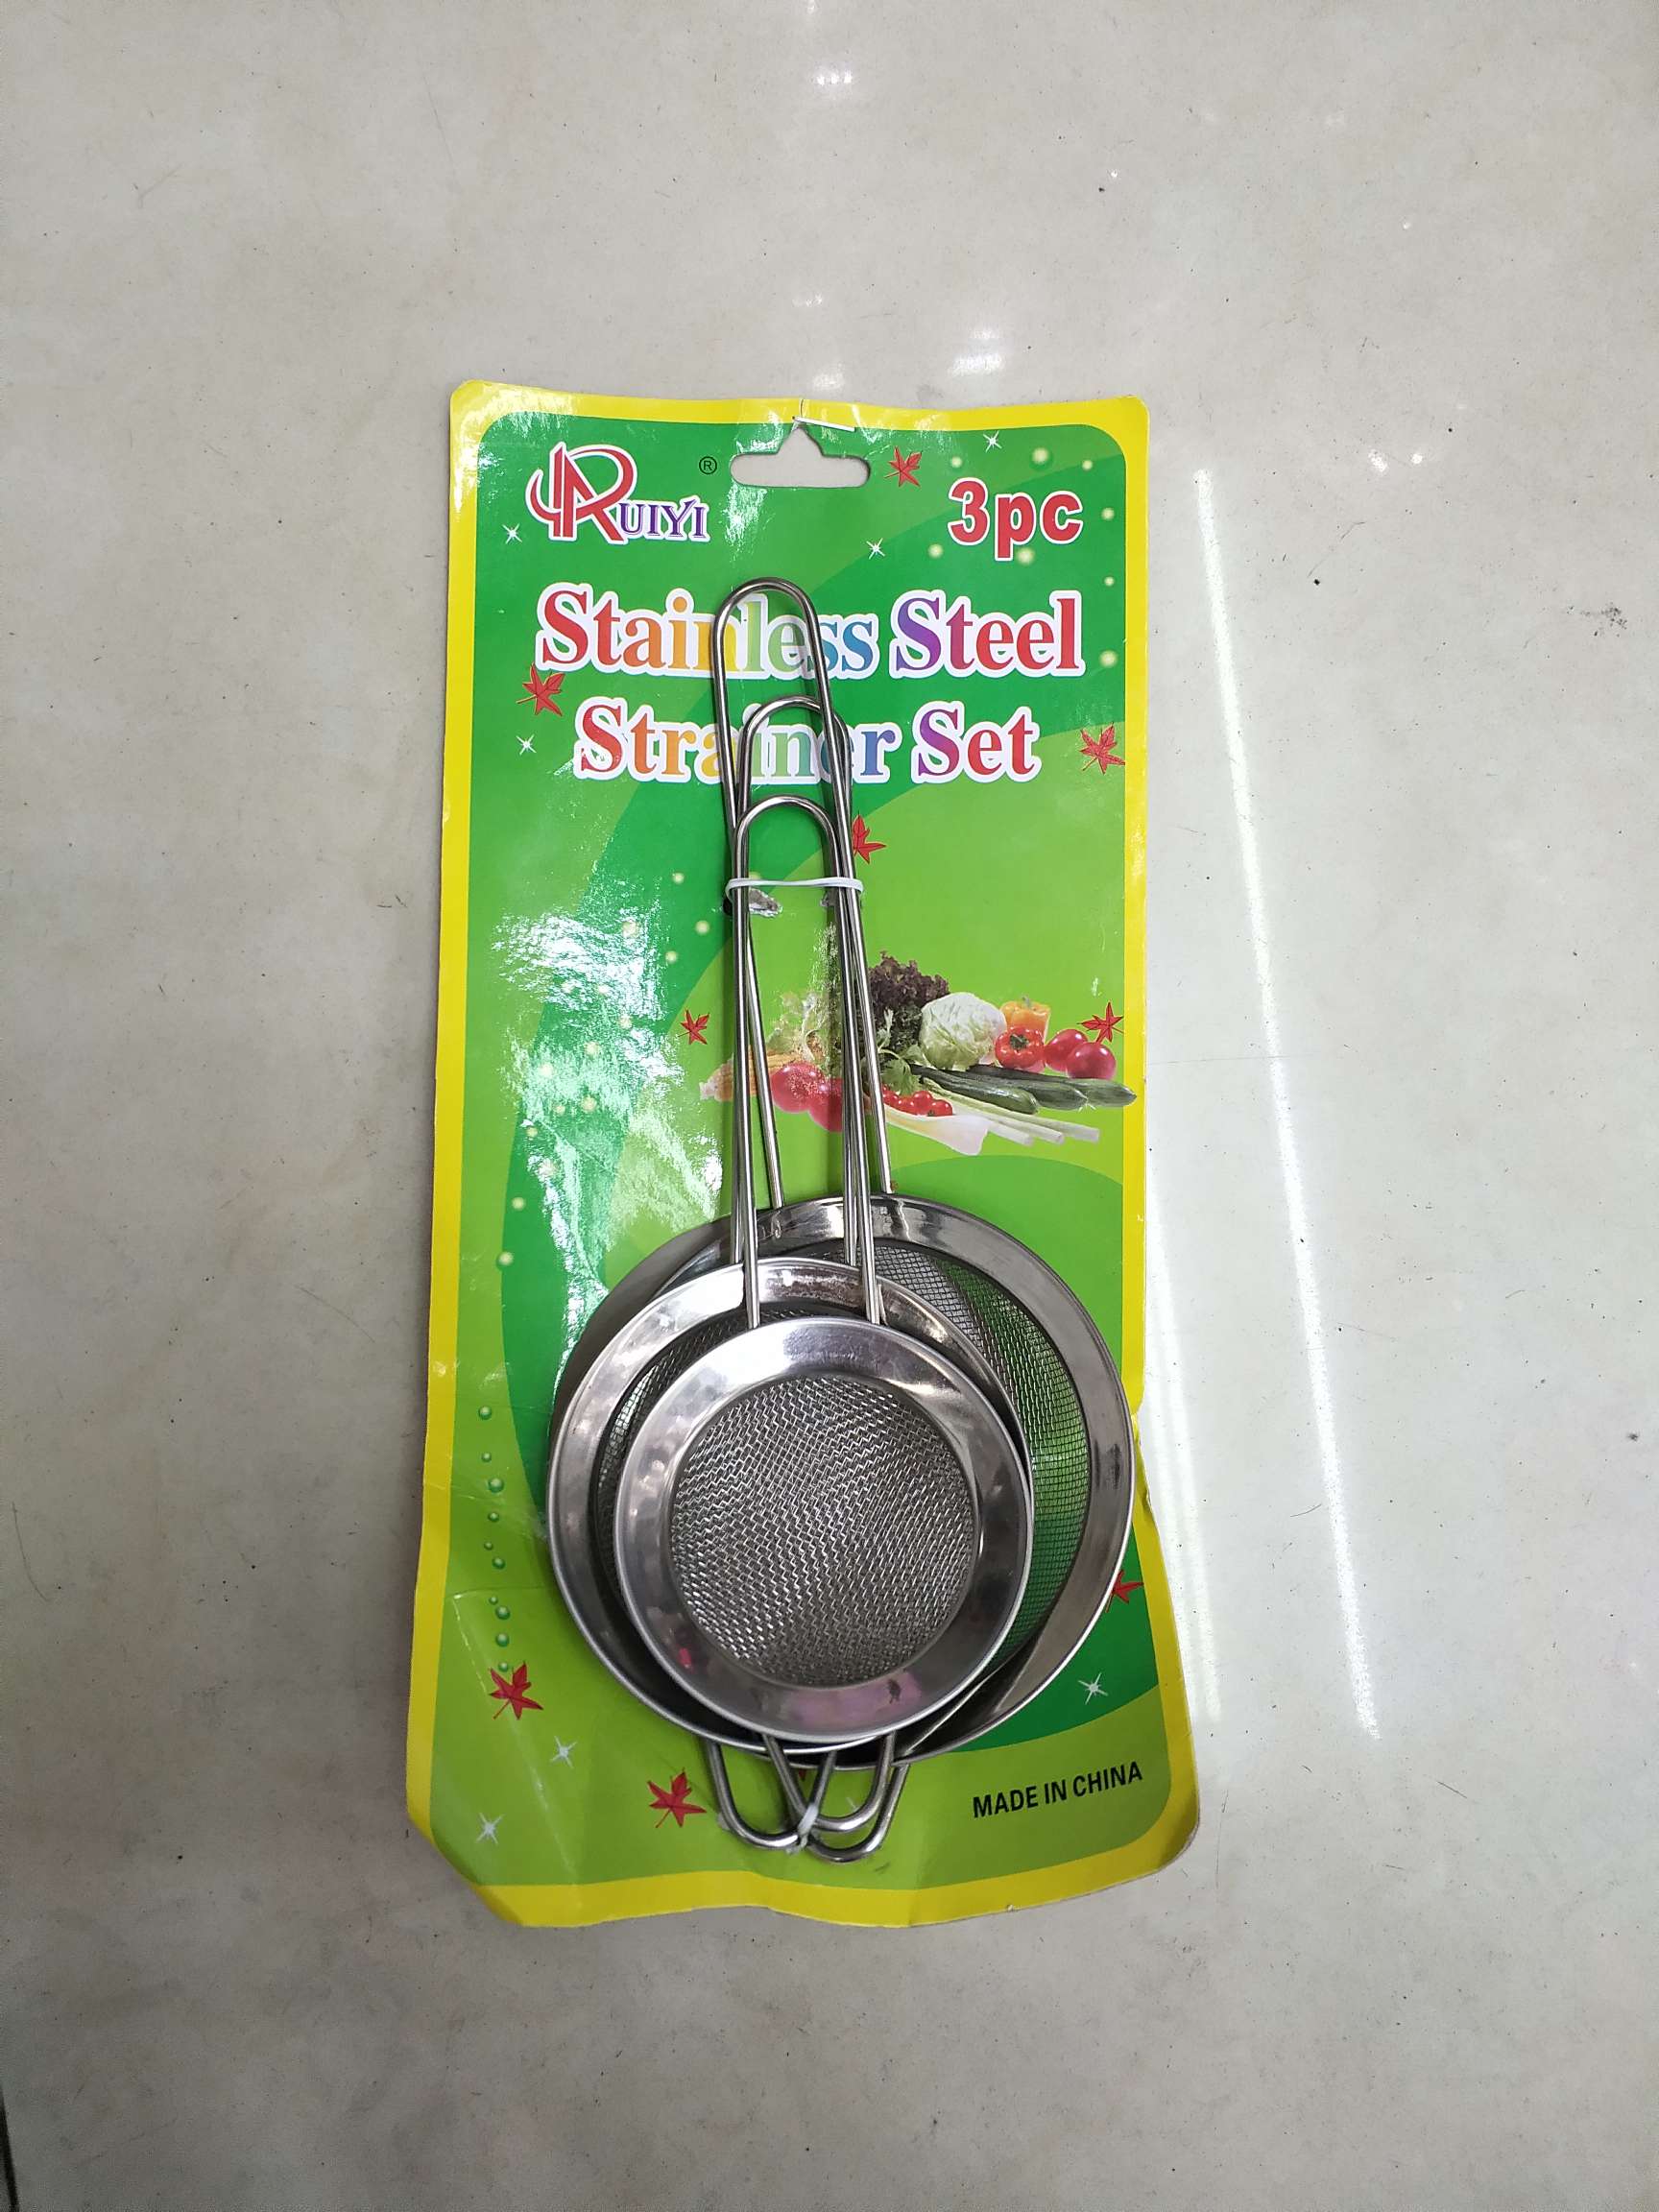 RUIYI ®
3pc
Stainless Steel
Strainer Set
MADE IN CHINA